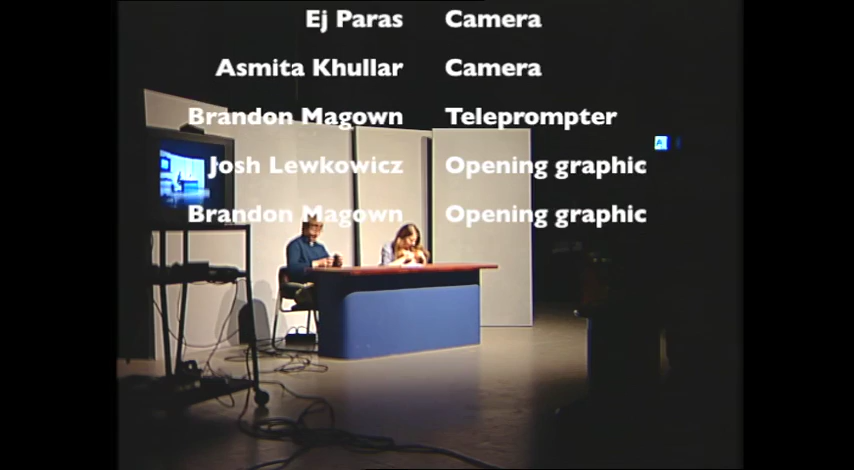 Ej Paras Camera
Asmita Khullar Camera
Brandon Magown Teleprompter
Josh Lewkowicz Opening graphic
Brandon Magown Opening graphic